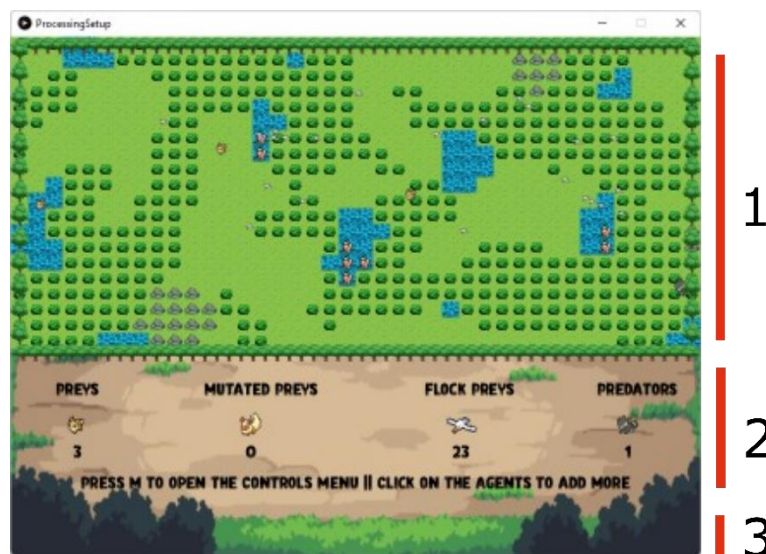 ProcessingSetup
1
PREYS MUTATED PREYS FLOCK PREYS PREDATORS
3 0 23 1
2
PRESS M TO OPEN THE CONTROLS MENU || CLICK ON THE AGENTS TO ADD MORE
3